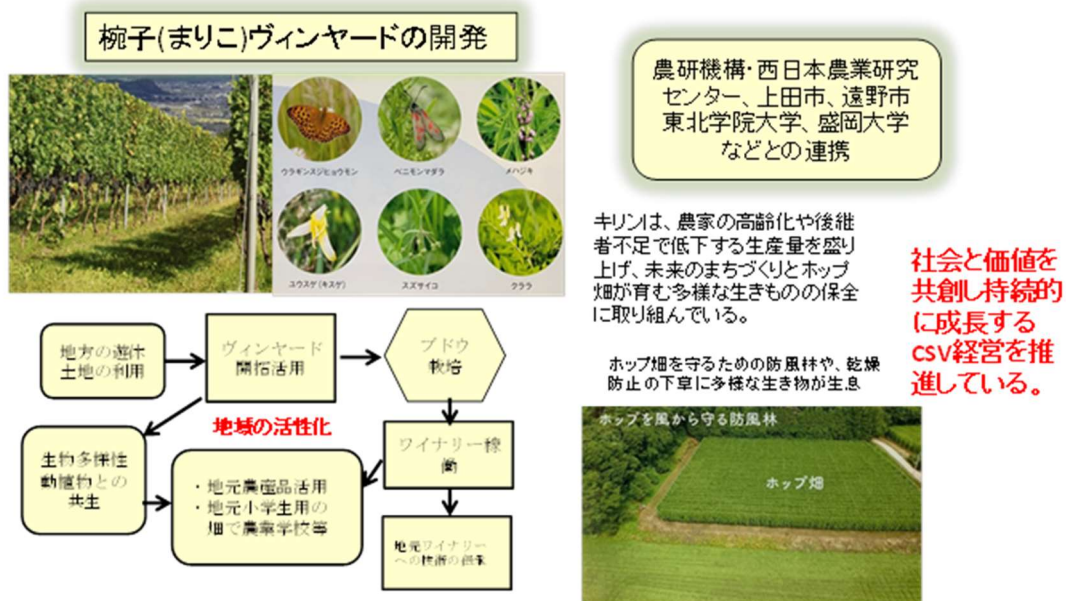 椀子(まりこ)ヴィンヤードの開発
農研機構・西日本農業研究
センター、上田市、遠野市
東北学院大学、盛岡大学
などとの連携
ウラギンスジヒョウモン
ベニモンマダラ
メハジキ
ユウスゲ(キスゲ)
スズサイコ
クララ
キリンは、農家の高齢化や後継
者不足で低下する生産量を盛り
上げ、未来のまちづくりとホップ
畑が育む多様な生きものの保全
に取り組んでいる。
社会と価値を
共創し持続的
に成長する
CSV経営を推
進している。
地方の遊休
土地の利用
ヴィンヤード
開拓活用
ブドウ
栽培
地域の活性化
生物多様性
動植物との
共生
・地元農産品活用
・地元小学生用の
畑で農業学校等
ワイナリー稼
働
地元ワイナリー
への技術の
ホップ畑を守るための防風林や、乾燥
防止の下草に多様な生き物が生息
ホップを風から守る防風林
ホップ畑